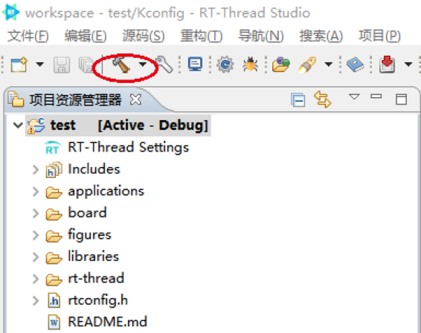 workspace - test/Kconfig - RT-Thread Studio
文件(F) 编辑(E) 源码(S) 重构(T) 导航(N) 搜索(A) 项目(P)
项目资源管理器
test [Active - Debug]
RT-Thread Settings
Includes
applications
board
figures
libraries
rt-thread
rtconfig.h
README.md